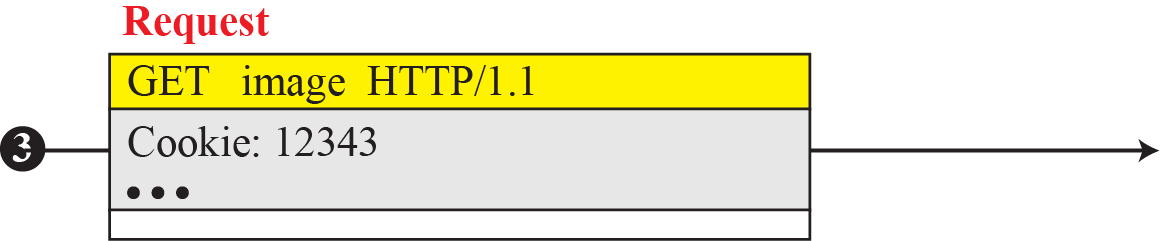 Request
GET image HTTP/1.1
3
Cookie: 12343
•••